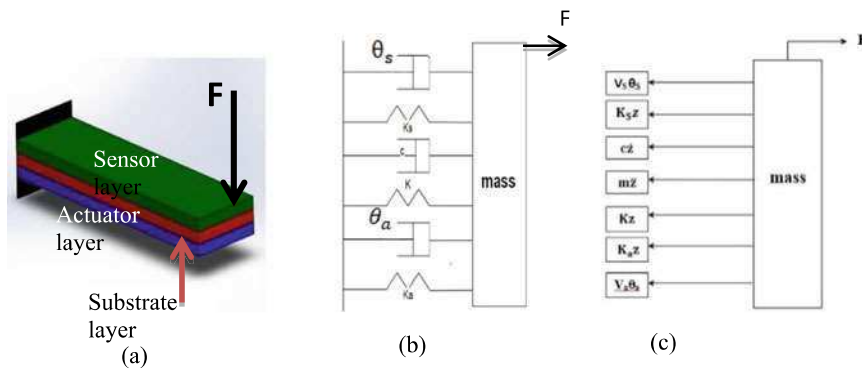 F
Sensor
layer
Actuator
layer
Substrate
layer
(a)
F
θs
Ks
c
K
θa
Ka
mass
(b)
F
Vsθs
Ksz
cż
mz̈
Kz
Kaz
Vaθa
mass
(c)